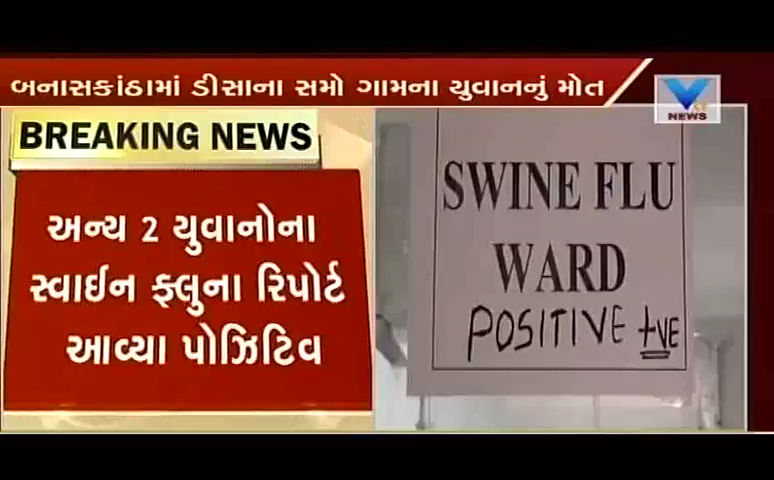 બનાસકાંઠામાં ડીસાના સમો ગામના યુવાનનું મોત
NEWS
BREAKING NEWS
અન્ય 2 યુવાનોના
સ્વાઈન ફ્લુના રિપોર્ટ
આવ્યા પોઝિટિવ
SWINE FLU
WARD
POSITIVE +VE